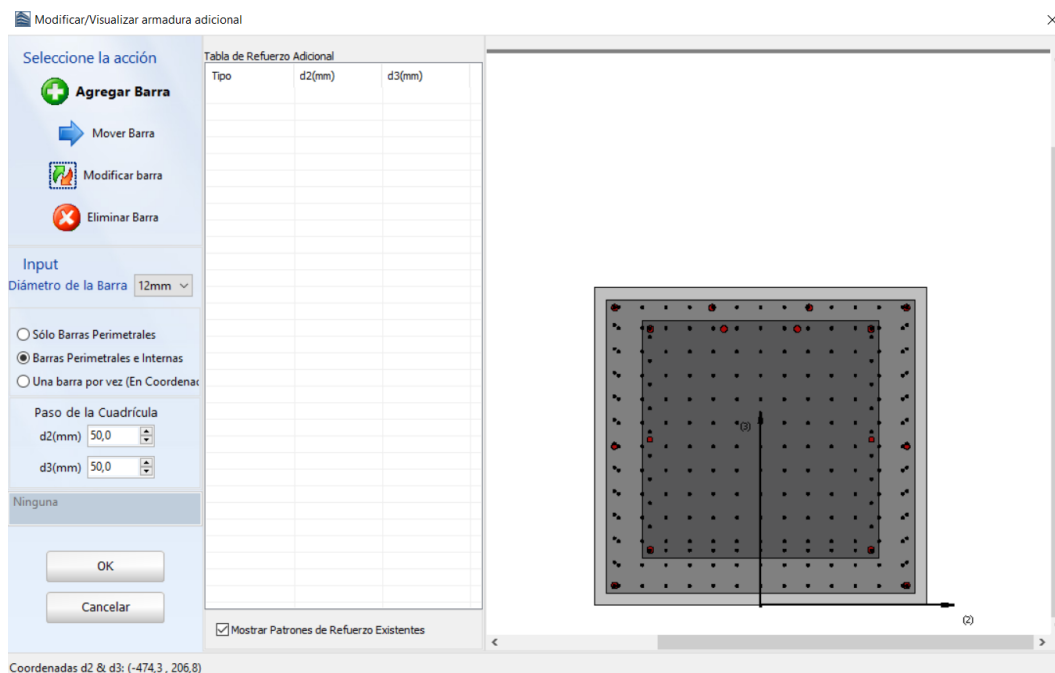 Modificar/Visualizar armadura adicional
Seleccione la acción
Agregar Barra
Mover Barra
Modificar barra
Eliminar Barra
Input
Diámetro de la Barra 12mm
Sólo Barras Perimetrales
Barras Perimetrales e Internas
Una barra por vez (En Coordenac
Paso de la Cuadrícula
d2(mm) 50,0
d3(mm) 50,0
Ninguna
OK
Cancelar
Tabla de Refuerzo Adicional
Tipo d2(mm) d3(mm)
Mostrar Patrones de Refuerzo Existentes
(3)
(2)
Coordenadas d2 & d3: (-474,3 , 206,8)